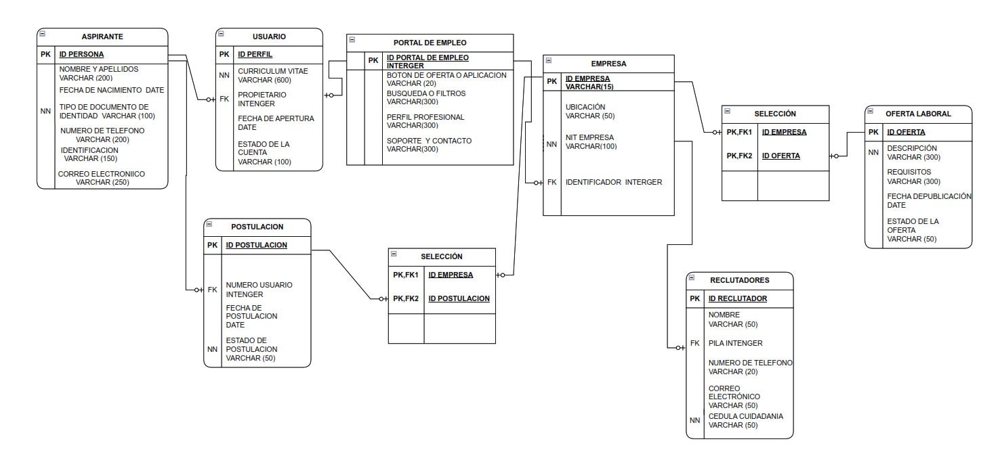 ASPIRANTE
PK ID PERSONA
NOMBRE Y APELLIDOS
VARCHAR (200)
FECHA DE NACIMIENTO DATE
NN TIPO DE DOCUMENTO DE
IDENTIDAD VARCHAR (100)
NUMERO DE TELEFONO
VARCHAR (200)
IDENTIFICACION
VARCHAR (150)
CORREO ELECTRONIICO
VARCHAR (250)
USUARIO
PK ID PERFIL
NN CURRICULUM VITAE
VARCHAR (600)
FK PROPIETARIO
INTENGER
FECHA DE APERTURA
DATE
ESTADO DE LA
CUENTA
VARCHAR (100)
PORTAL DE EMPLEO
PK ID PORTAL DE EMPLEO
INTERGER
BOTON DE OFERTA O APLICACION
VARCHAR (20)
BUSQUEDA O FILTROS
VARCHAR(300)
PERFIL PROFESIONAL
VARCHAR(300)
SOPORTE Y CONTACTO
VARCHAR(300)
EMPRESA
PK ID EMPRESA
VARCHAR(15)
UBICACIÓN
VARCHAR (50)
NN NIT EMPRESA
VARCHAR(100)
FK IDENTIFICADOR INTERGER
SELECCIÓN
PK,FK1 ID EMPRESA
PK,FK2 ID OFERTA
OFERTA LABORAL
PK ID OFERTA
NN DESCRIPCIÓN
VARCHAR (300)
REQUISITOS
VARCHAR (300)
FECHA DEPUBLICACIÓN
DATE
ESTADO DE LA
OFERTA
VARCHAR (50)
POSTULACION
PK ID POSTULACION
FK NUMERO USUARIO
INTENGER
FECHA DE
POSTULACION
DATE
NN ESTADO DE
POSTULACION
VARCHAR (50)
SELECCIÓN
PK,FK1 ID EMPRESA
PK,FK2 ID POSTULACION
RECLUTADORES
PK ID RECLUTADOR
NOMBRE
VARCHAR (50)
FK PILA INTENGER
NUMERO DE TELEFONO
VARCHAR (20)
CORREO
ELECTRÓNICO
VARCHAR (50)
NN CEDULA CUIDADANIA
VARCHAR (50)